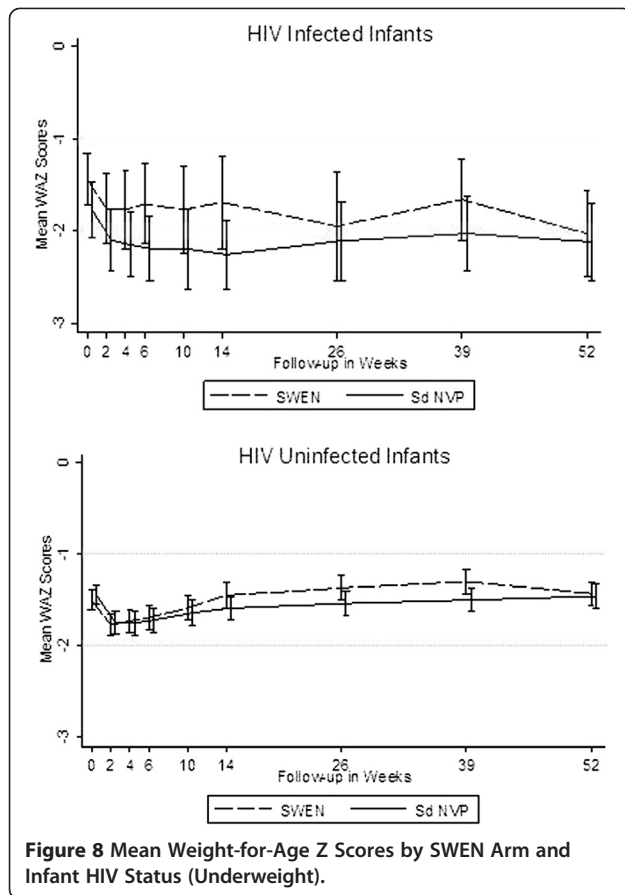 HIV Infected Infants
Mean WAZ Scores
0
-1
-2
-3
0 2 4 6 10 14 26 39 52
Follow-up in Weeks
SWEN Sd NVP
HIV Uninfected Infants
Mean WAZ Scores
0
-1
-2
-3
0 2 4 6 10 14 26 39 52
Follow-up in Weeks
SWEN Sd NVP
Figure 8 Mean Weight-for-Age Z Scores by SWEN Arm and
Infant HIV Status (Underweight).